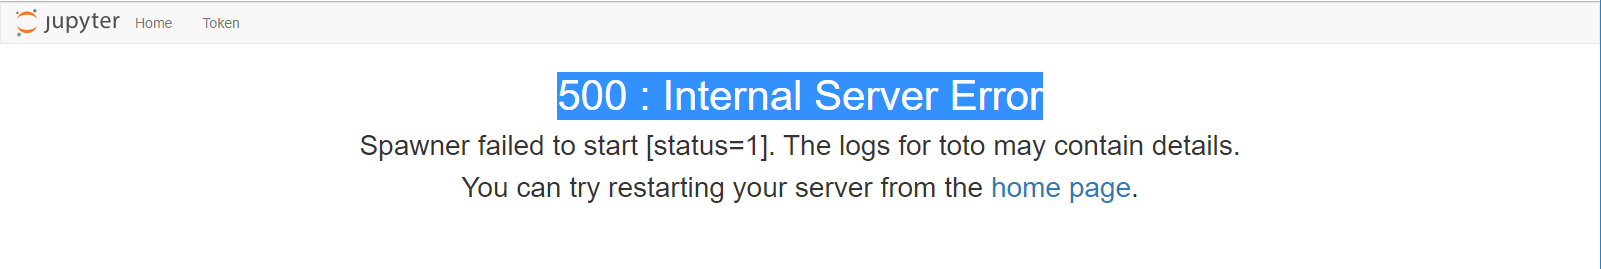 jupyter Home Token
500 : Internal Server Error
Spawner failed to start [status=1]. The logs for toto may contain details.
You can try restarting your server from the home page.